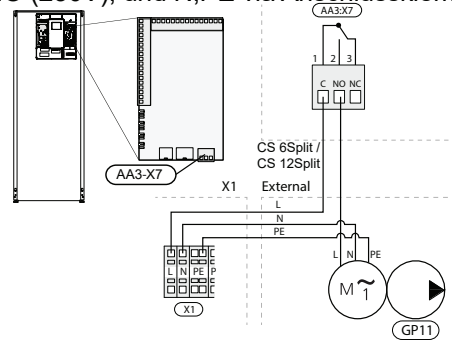 AA3:X7
1 2 3
C NO NC
AA3-X7
CS 6Split /
CS 12Split
X1 External
L
N
PE
L N PE P
L N PE
M ~ 1
X1
GP11